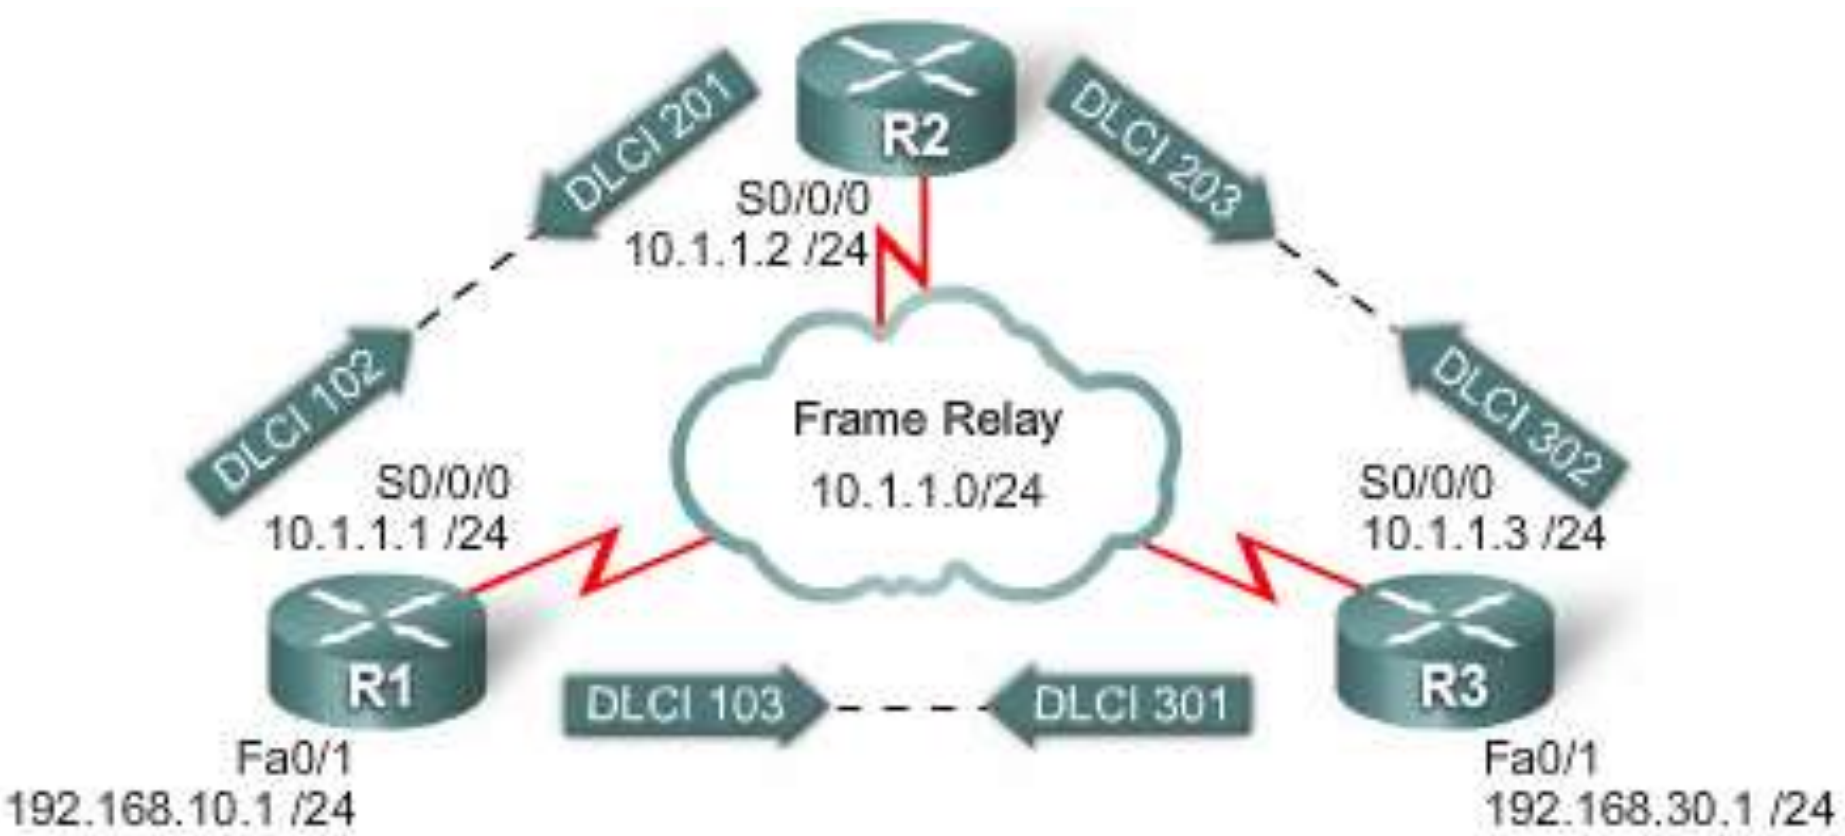 R2
DLCI 201
DLCI 203
S0/0/0
10.1.1.2 /24
DLCI 102
DLCI 302
Frame Relay
10.1.1.0/24
S0/0/0
10.1.1.1 /24
S0/0/0
10.1.1.3 /24
R1
DLCI 103
DLCI 301
R3
Fa0/1
192.168.10.1 /24
Fa0/1
192.168.30.1 /24